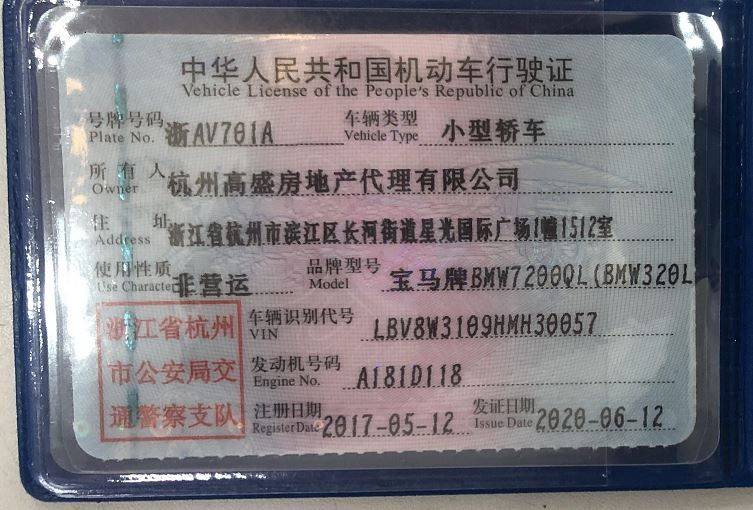 中华人民共和国机动车行驶证
Vehicle License of the People's Republic of China
号牌号码 浙AV701A 车辆类型 小型轿车
Plate No. Vehicle Type
所有人 杭州高盛房地产代理有限公司
Owner
住址 浙江省杭州市滨江区长河街道星光国际广场1幢1512室
Address
使用性质 非营运 品牌型号 宝马牌BMW7200QL(BMW320L
Use Character Model
浙江省杭州
市公安局交
通警察支队
车辆识别代号 LBV8W3109HMH30057
VIN
发动机号码 A181D118
Engine No.
注册日期 2017-05-12 发证日期 2020-06-12
Register Date Issue Date